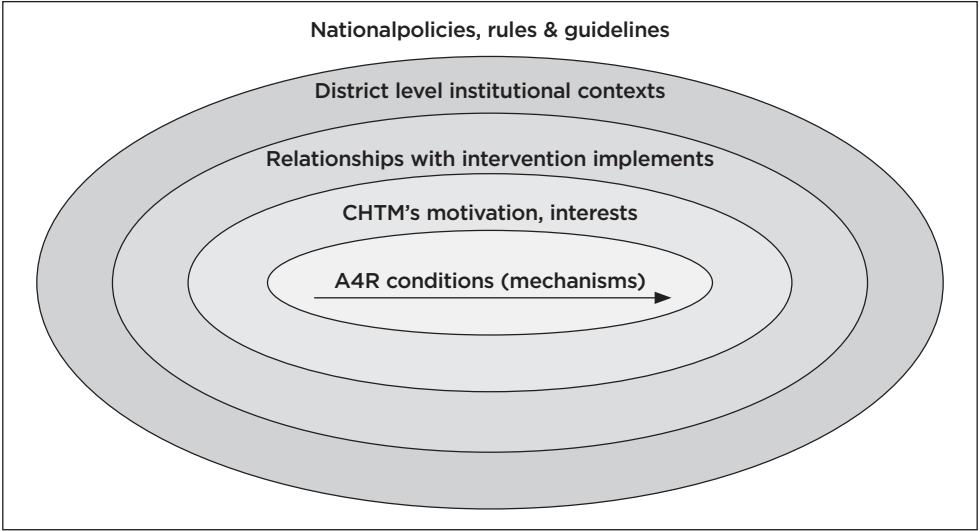 Nationalpolicies, rules & guidelines
District level institutional contexts
Relationships with intervention implements
CHTM's motivation, interests
A4R conditions (mechanisms)